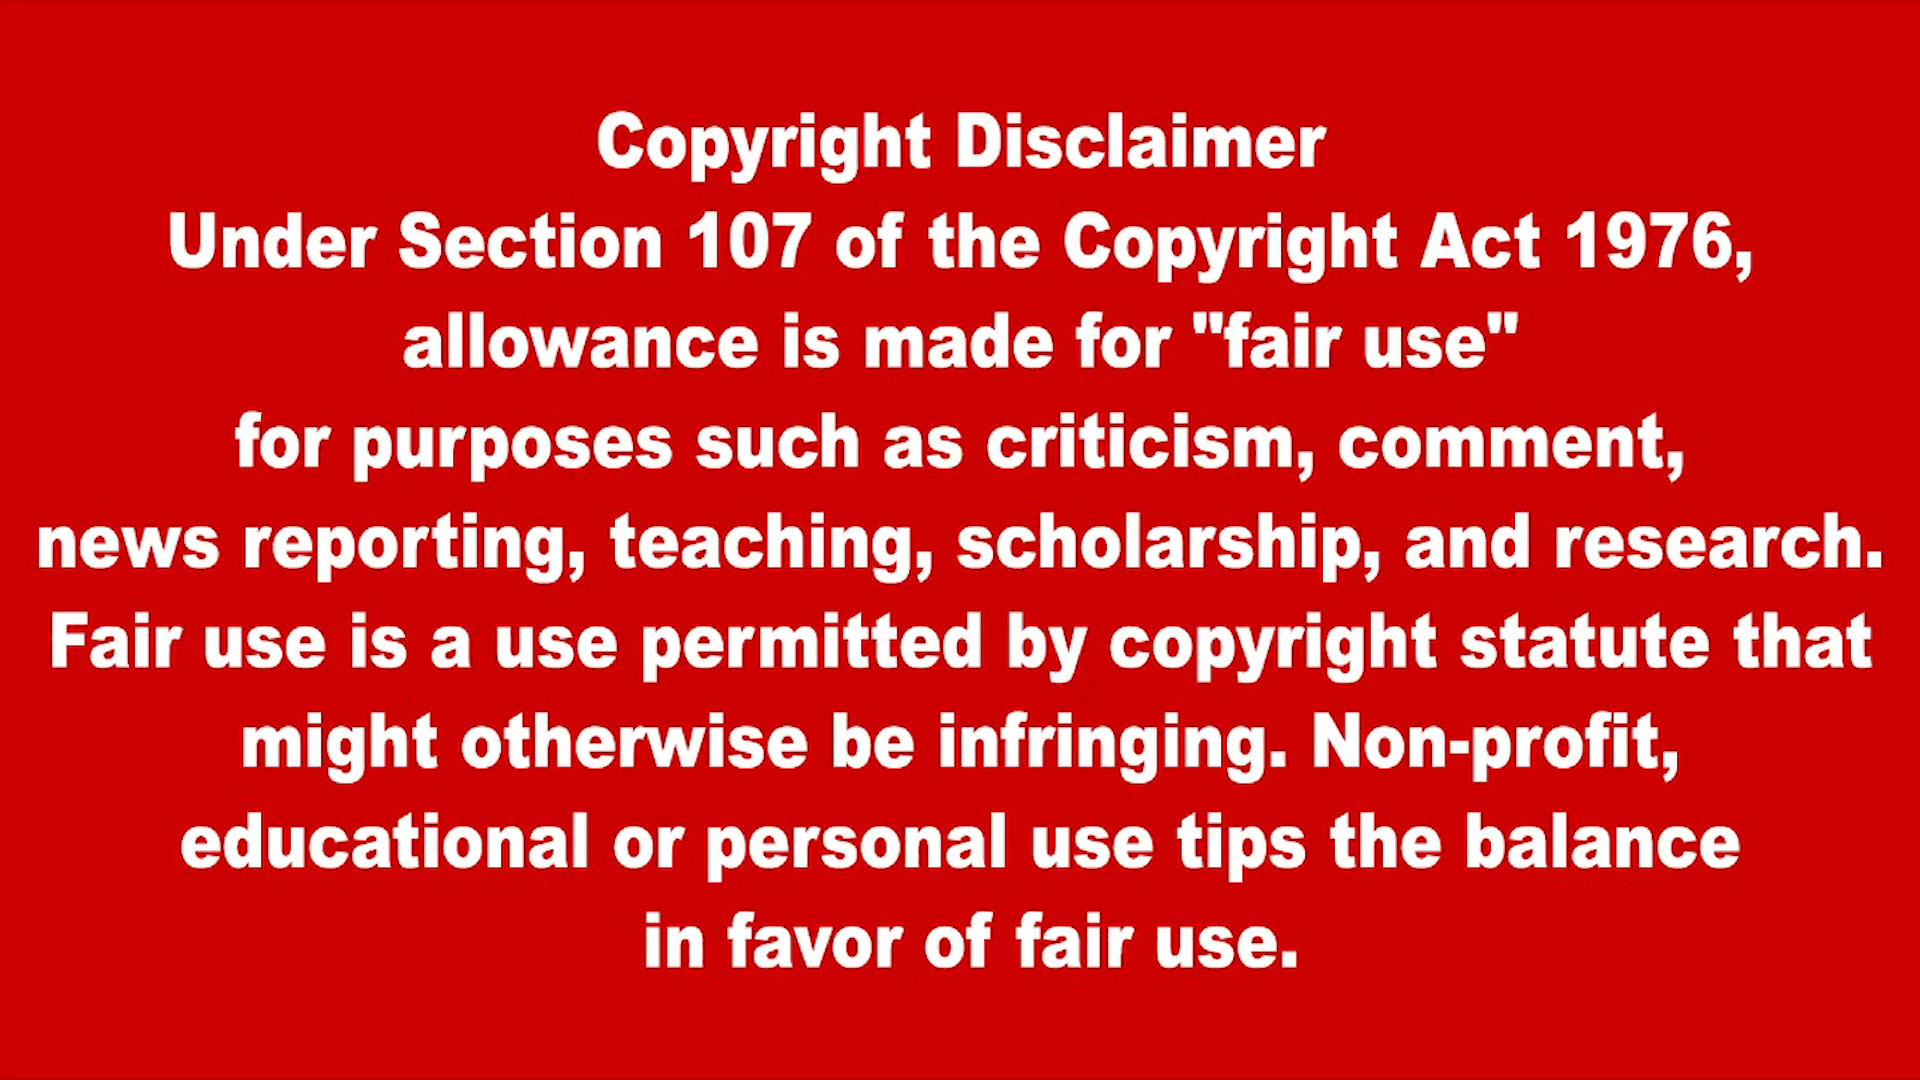 Copyright Disclaimer
Under Section 107 of the Copyright Act 1976,
allowance is made for "fair use"
for purposes such as criticism, comment,
news reporting, teaching, scholarship, and research.
Fair use is a use permitted by copyright statute that
might otherwise be infringing. Non-profit,
educational or personal use tips the balance
in favor of fair use.